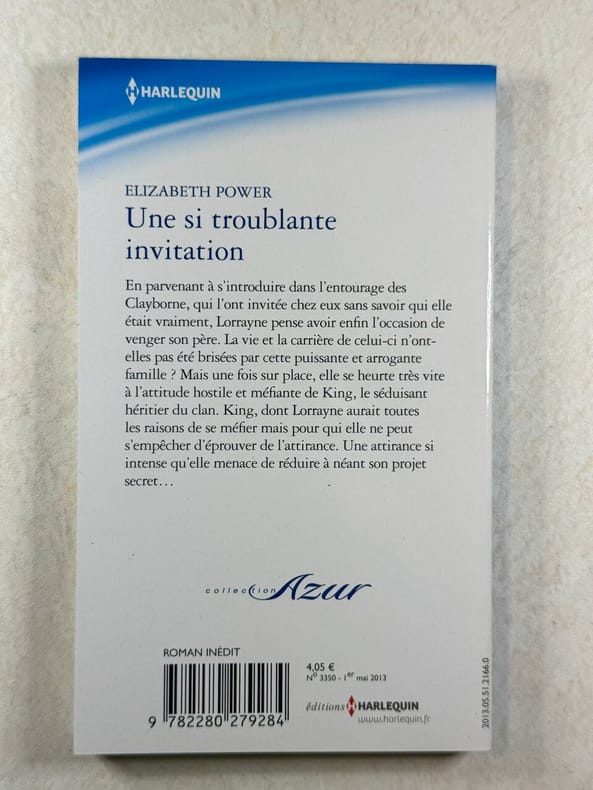 HARLEQUIN
ELIZABETH POWER
Une si troublante
invitation
En parvenant à s'introduire dans l'entourage des
Clayborne, qui l'ont invitée chez eux sans savoir qui elle
était vraiment, Lorrayne pense avoir enfin l'occasion de
venger son père. La vie et la carrière de celui-ci n'ont-
elles pas été brisées par cette puissante et arrogante
famille ? Mais une fois sur place, elle se heurte très vite
à l'attitude hostile et méfiante de King, le séduisant
héritier du clan. King, dont Lorrayne aurait toutes
les raisons de se méfier mais pour qui elle ne peut
s'empêcher d'éprouver de l'attirance. Une attirance si
intense qu'elle menace de réduire à néant son projet
secret…
collection Azur
ROMAN INÉDIT
9 782280 279284
4,05 €
Nº 3350 - 1er mai 2013
éditions HARLEQUIN
www.harlequin.fr
2013.05.51.2166.0